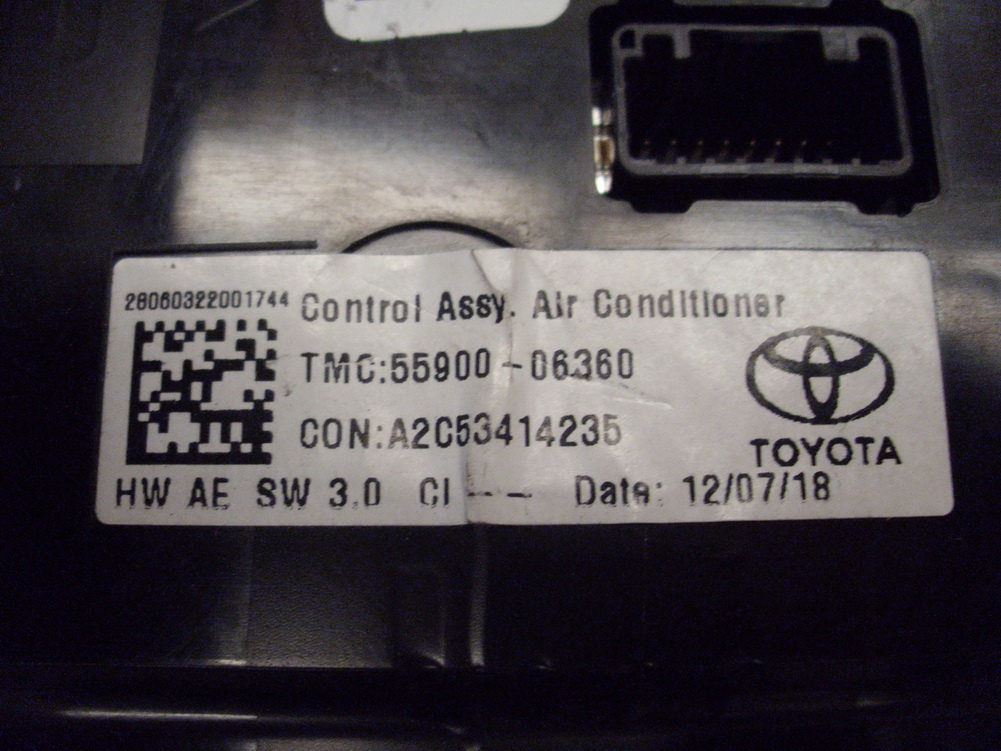 28060322001744 Control Assy. Air Conditioner
TMC:55900-06360
CON:A2C53414235
TOYOTA
HW AE SW 3.0 CI --- Date: 12/07/18